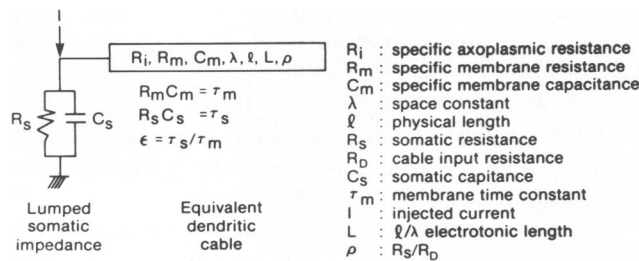 Rᵢ, Rₘ, Cₘ, λ, ℓ, L, ρ
RₘCₘ = τₘ
RₛCₛ = τₛ
ϵ = τₛ/τₘ
Rₛ
Cₛ
Lumped
somatic
impedance
Equivalent
dendritic
cable
Rᵢ : specific axoplasmic resistance
Rₘ : specific membrane resistance
Cₘ : specific membrane capacitance
λ : space constant
ℓ : physical length
Rₛ : somatic resistance
R_D : cable input resistance
Cₛ : somatic capitance
τₘ : membrane time constant
I : injected current
L : ℓ/λ electrotonic length
ρ : Rₛ/R_D